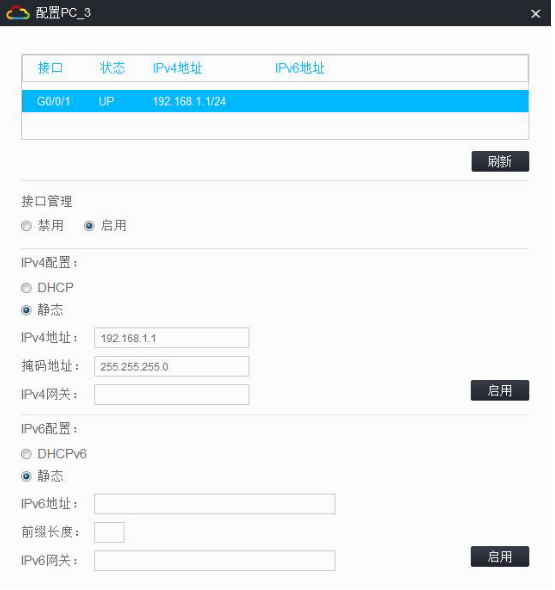 配置PC_3
接口 状态 IPv4地址 IPv6地址
G0/0/1 UP 192.168.1.1/24
刷新
接口管理
禁用 启用
IPv4配置：
DHCP
静态
IPv4地址： 192.168.1.1
掩码地址： 255.255.255.0
IPv4网关： 启用
IPv6配置：
DHCPv6
静态
IPv6地址：
前缀长度：
IPv6网关： 启用